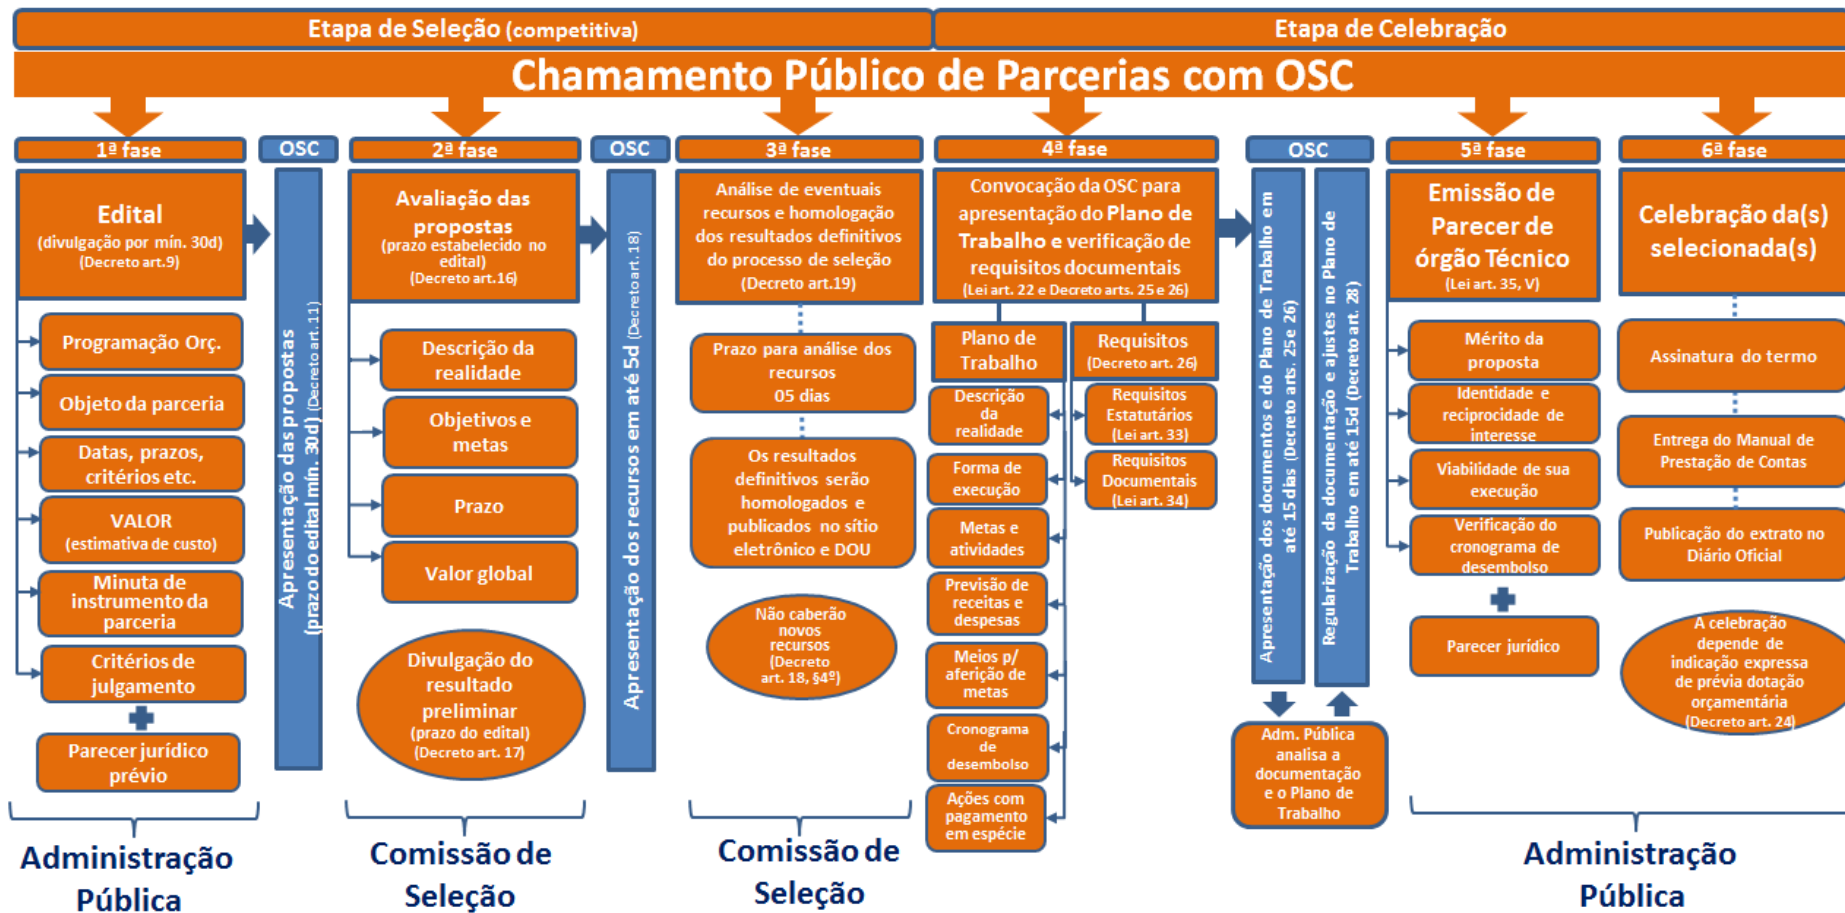 Etapa de Seleção (competitiva)
Etapa de Celebração
Chamamento Público de Parcerias com OSC
1ª fase
Edital
(divulgação por mín. 30d)
(Decreto art.9)
Programação Orç.
Objeto da parceria
Datas, prazos,
critérios etc.
VALOR
(estimativa de custo)
Minuta de
instrumento da
parceria
Critérios de
julgamento
Parecer jurídico
prévio
Administração
Pública
OSC
Apresentação das propostas
(prazo do edital mín. 30d) (Decreto art. 11)
2ª fase
Avaliação das
propostas
(prazo estabelecido no
edital)
(Decreto art.16)
Descrição da
realidade
Objetivos e
metas
Prazo
Valor global
Divulgação do
resultado
preliminar
(prazo do edital)
(Decreto art. 17)
Comissão de
Seleção
OSC
Apresentação dos recursos em até 5d (Decreto art. 18)
3ª fase
Análise de eventuais
recursos e homologação
dos resultados definitivos
do processo de seleção
(Decreto art.19)
Prazo para análise dos
recursos
05 dias
Os resultados
definitivos serão
homologados e
publicados no sítio
eletrônico e DOU
Não caberão
novos
recursos
(Decreto
art. 18, §4º)
Comissão de
Seleção
4ª fase
Convocação da OSC para
apresentação do Plano de
Trabalho e verificação de
requisitos documentais
(Lei art. 22 e Decreto arts. 25 e 26)
Plano de
Trabalho
Descrição
da
realidade
Forma de
execução
Metas e
atividades
Previsão de
receitas e
despesas
Meios p/
aferição de
metas
Cronograma
de
desembolso
Ações com
pagamento
em espécie
Requisitos
(Decreto art. 26)
Requisitos
Estatutários
(Lei art. 33)
Requisitos
Documentais
(Lei art. 34)
OSC
Apresentação dos documentos e do Plano de Trabalho em
até 15 dias (Decreto arts. 25 e 26)
Regularização da documentação e ajustes no Plano de
Trabalho em até 15d (Decreto art. 28)
Adm. Pública
analisa a
documentação
e o Plano de
Trabalho
5ª fase
Emissão de
Parecer de
órgão Técnico
(Lei art. 35, V)
Mérito da
proposta
Identidade e
reciprocidade de
interesse
Viabilidade de sua
execução
Verificação do
cronograma de
desembolso
Parecer jurídico
6ª fase
Celebração da(s)
selecionada(s)
Assinatura do termo
Entrega do Manual de
Prestação de Contas
Publicação do extrato no
Diário Oficial
A celebração
depende de
indicação expressa
de prévia dotação
orçamentária
(Decreto art. 24)
Administração
Pública